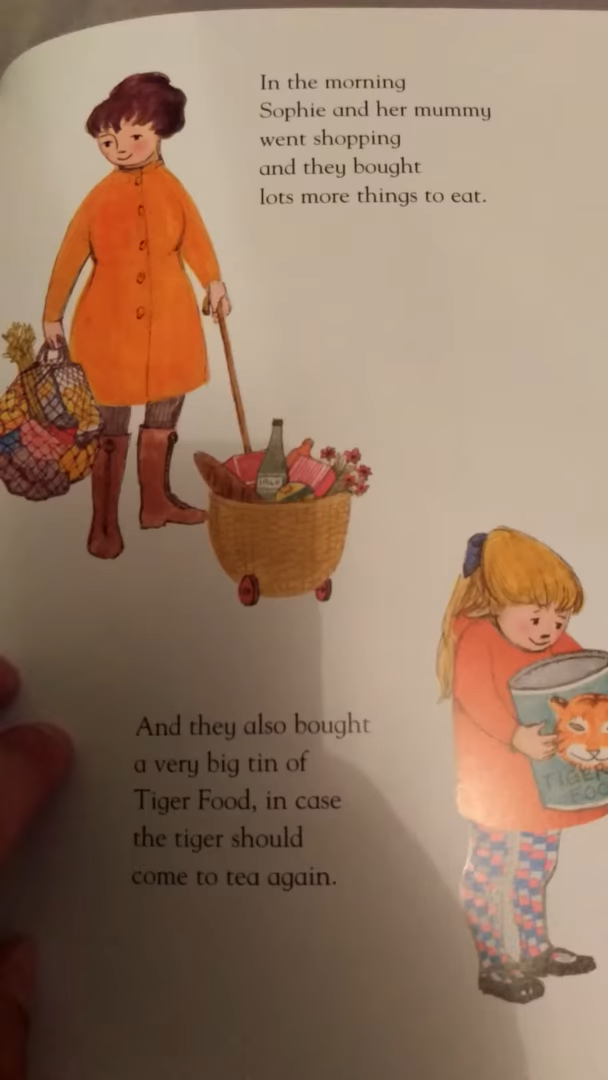 In the morning
Sophie and her mummy
went shopping
and they bought
lots more things to eat.
And they also bought
a very big tin of
Tiger Food, in case
the tiger should
come to tea again.
TIGER